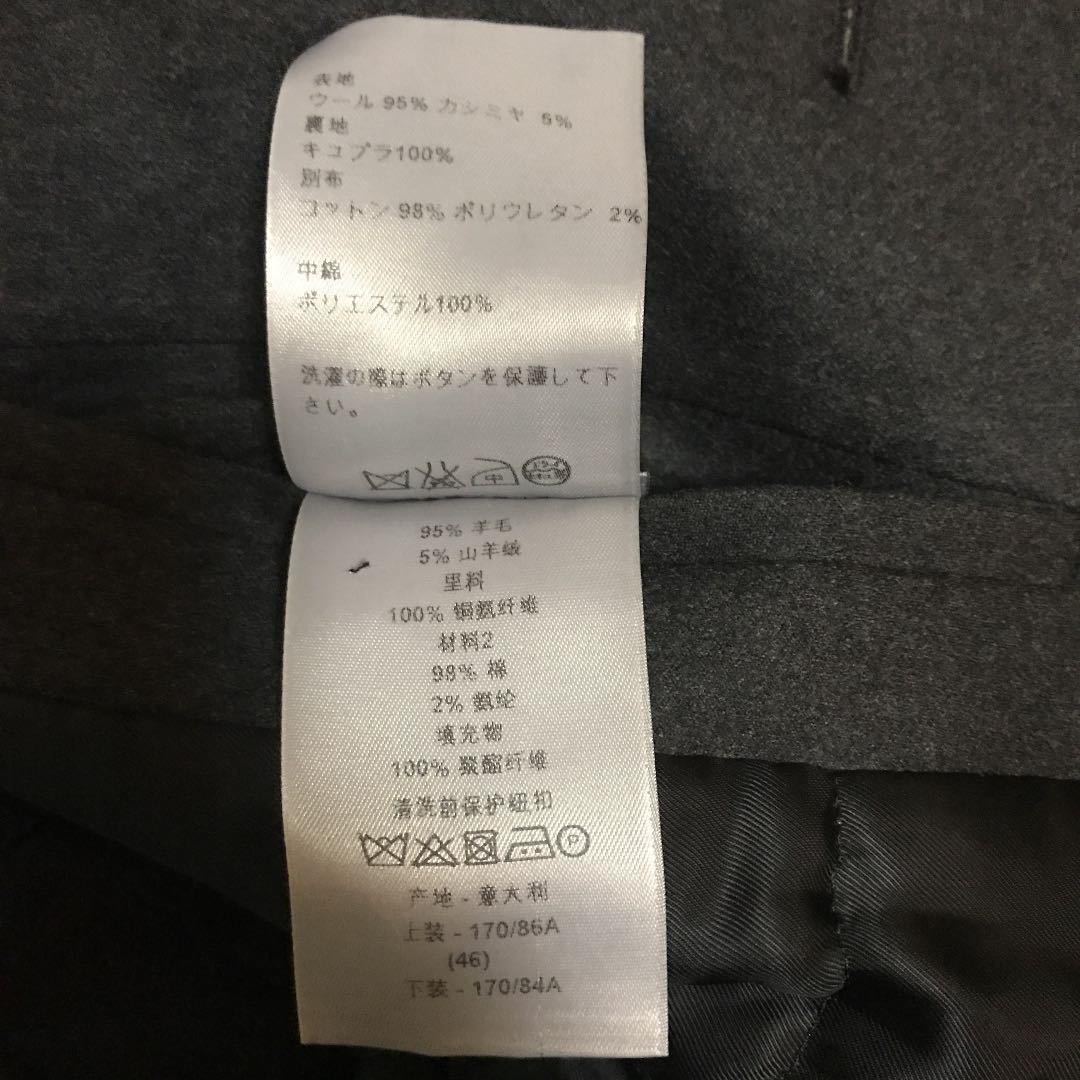 表地
ウール 95% カシミヤ 5%
裏地
キュプラ100%
別布
コットン 98% ポリウレタン 2%
中綿
ポリエステル100%
洗濯の際はボタンを保護して下
さい。
95% 羊毛
5% 山羊绒
里料
100% 铜氨纤维
材料2
98% 棉
2% 氨纶
填充物
100% 聚酯纤维
清洗前保护纽扣
P
产地 - 意大利
上装 - 170/86A
(46)
下装 - 170/84A